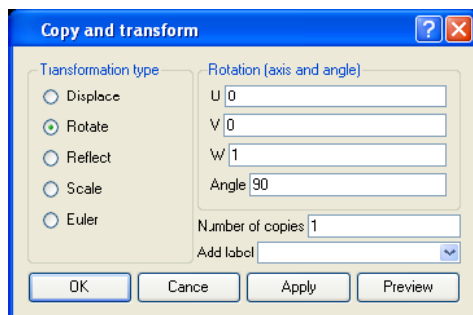 Copy and transform
Transformation type
Displace
Rotate
Reflect
Scale
Euler
Rotation (axis and angle)
U 0
V 0
W 1
Angle 90
Number of copies 1
Add label
OK
Cance
Apply
Preview